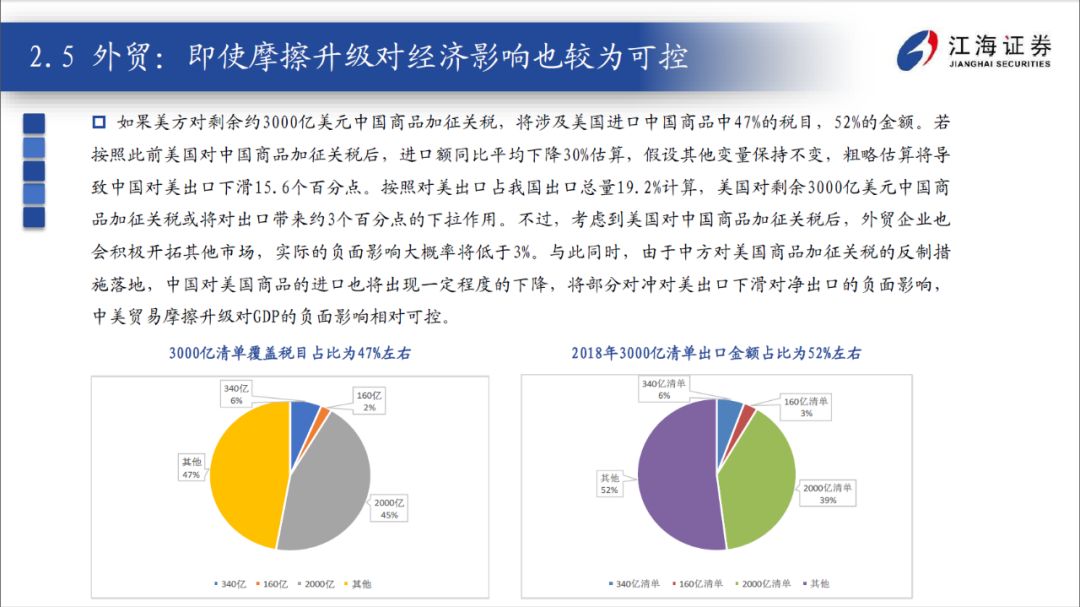 2.5 外贸：即使摩擦升级对经济影响也较为可控
江海证券
JIANGHAI SECURITIES
如果美方对剩余约3000亿美元中国商品加征关税，将涉及美国进口中国商品中47%的税目，52%的金额。若
按照此前美国对中国商品加征关税后，进口额同比平均下降30%估算，假设其他变量保持不变，粗略估算将导
致中国对美出口下滑15.6个百分点。按照对美出口占我国出口总量19.2%计算，美国对剩余3000亿美元中国商
品加征关税或将对出口带来约3个百分点的下拉作用。不过，考虑到美国对中国商品加征关税后，外贸企业也
会积极开拓其他市场，实际的负面影响大概率将低于3%。与此同时，由于中方对美国商品加征关税的反制措
施落地，中国对美国商品的进口也将出现一定程度的下降，将部分对冲对美出口下滑对净出口的负面影响，
中美贸易摩擦升级对GDP的负面影响相对可控。
3000亿清单覆盖税目占比为47%左右
340亿
6%
160亿
2%
其他
47%
2000亿
45%
340亿 160亿 2000亿 其他
2018年3000亿清单出口金额占比为52%左右
340亿清单
6%
160亿清单
3%
其他
52%
2000亿清单
39%
340亿清单 160亿清单 2000亿清单 其他